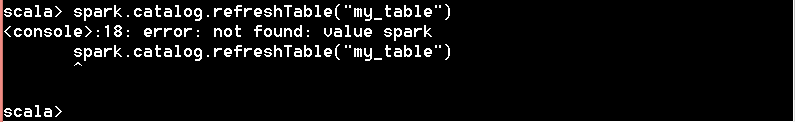 scala> spark.catalog.refreshTable("my_table")
<console>:18: error: not found: value spark
       spark.catalog.refreshTable("my_table")
       ^
scala>